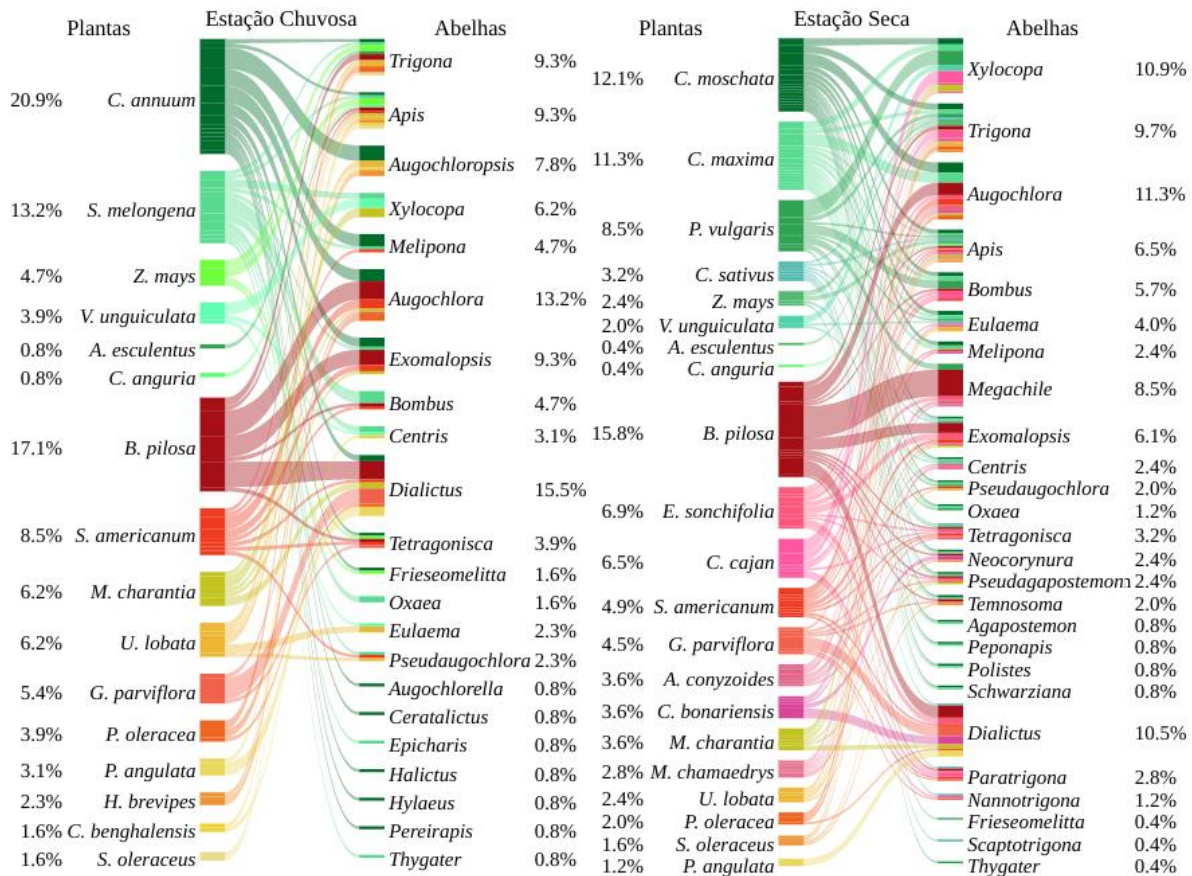 Estação Chuvosa
Plantas Abelhas
20.9% C. annuum
13.2% S. melongena
4.7% Z. mays
3.9% V. unguiculata
0.8% A. esculentus
0.8% C. anguria
17.1% B. pilosa
8.5% S. americanum
6.2% M. charantia
6.2% U. lobata
5.4% G. parviflora
3.9% P. oleracea
3.1% P. angulata
2.3% H. brevipes
1.6% C. benghalensis
1.6% S. oleraceus
Trigona 9.3%
Apis 9.3%
Augochloropsis 7.8%
Xylocopa 6.2%
Melipona 4.7%
Augochlora 13.2%
Exomalopsis 9.3%
Bombus 4.7%
Centris 3.1%
Dialictus 15.5%
Tetragonisca 3.9%
Frieseomelitta 1.6%
Oxaea 1.6%
Eulaema 2.3%
Pseudaugochlora 2.3%
Augochlorella 0.8%
Ceratalictus 0.8%
Epicharis 0.8%
Halictus 0.8%
Hylaeus 0.8%
Pereirapis 0.8%
Thygater 0.8%
Estação Seca
Plantas Abelhas
12.1% C. moschata
11.3% C. maxima
8.5% P. vulgaris
3.2% C. sativus
2.4% Z. mays
2.0% V. unguiculata
0.4% A. esculentus
0.4% C. anguria
15.8% B. pilosa
6.9% E. sonchifolia
6.5% C. cajan
4.9% S. americanum
4.5% G. parviflora
3.6% A. conyzoides
3.6% C. bonariensis
3.6% M. charantia
2.8% M. chamaedrys
2.4% U. lobata
2.0% P. oleracea
1.6% S. oleraceus
1.2% P. angulata
Xylocopa 10.9%
Trigona 9.7%
Augochlora 11.3%
Apis 6.5%
Bombus 5.7%
Eulaema 4.0%
Melipona 2.4%
Megachile 8.5%
Exomalopsis 6.1%
Centris 2.4%
Pseudaugochlora 2.0%
Oxaea 1.2%
Tetragonisca 3.2%
Neocorynura 2.4%
Pseudagapostemon 2.4%
Temnosoma 2.0%
Agapostemon 0.8%
Peponapis 0.8%
Polistes 0.8%
Schwarziana 0.8%
Dialictus 10.5%
Paratrigona 2.8%
Nannotrigona 1.2%
Frieseomelitta 0.4%
Scaptotrigona 0.4%
Thygater 0.4%